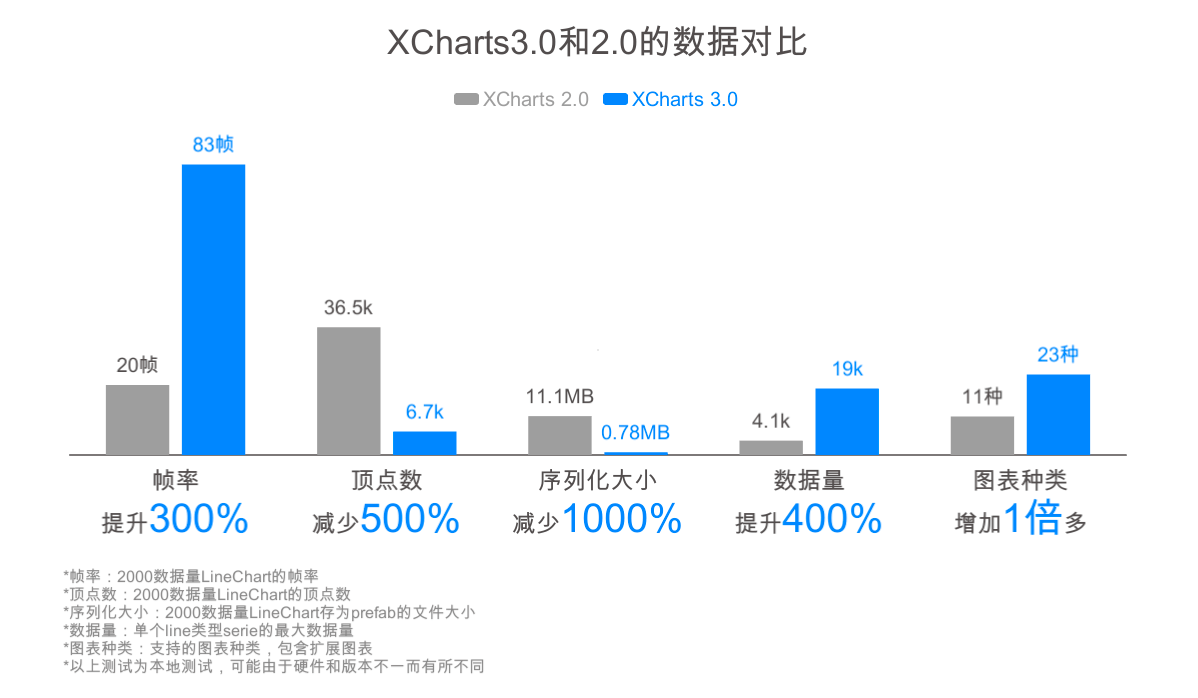 XCharts3.0和2.0的数据对比
XCharts 2.0 XCharts 3.0
83帧
36.5k
20帧
23种
19k
11.1MB
11种
6.7k
4.1k
0.78MB
帧率 顶点数 序列化大小 数据量 图表种类
提升300% 减少500% 减少1000% 提升400% 增加1倍多
*帧率：2000数据量LineChart的帧率
*顶点数：2000数据量LineChart的顶点数
*序列化大小：2000数据量LineChart存为prefab的文件大小
*数据量：单个line类型serie的最大数据量
*图表种类：支持的图表种类，包含扩展图表
*以上测试为本地测试，可能由于硬件和版本不一而有所不同